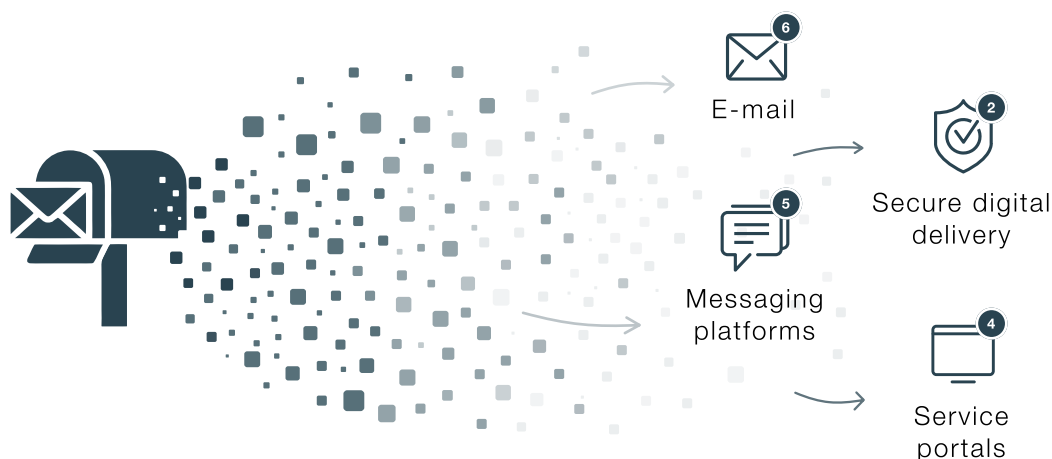 6
E-mail
2
Secure digital
delivery
5
Messaging
platforms
4
Service
portals